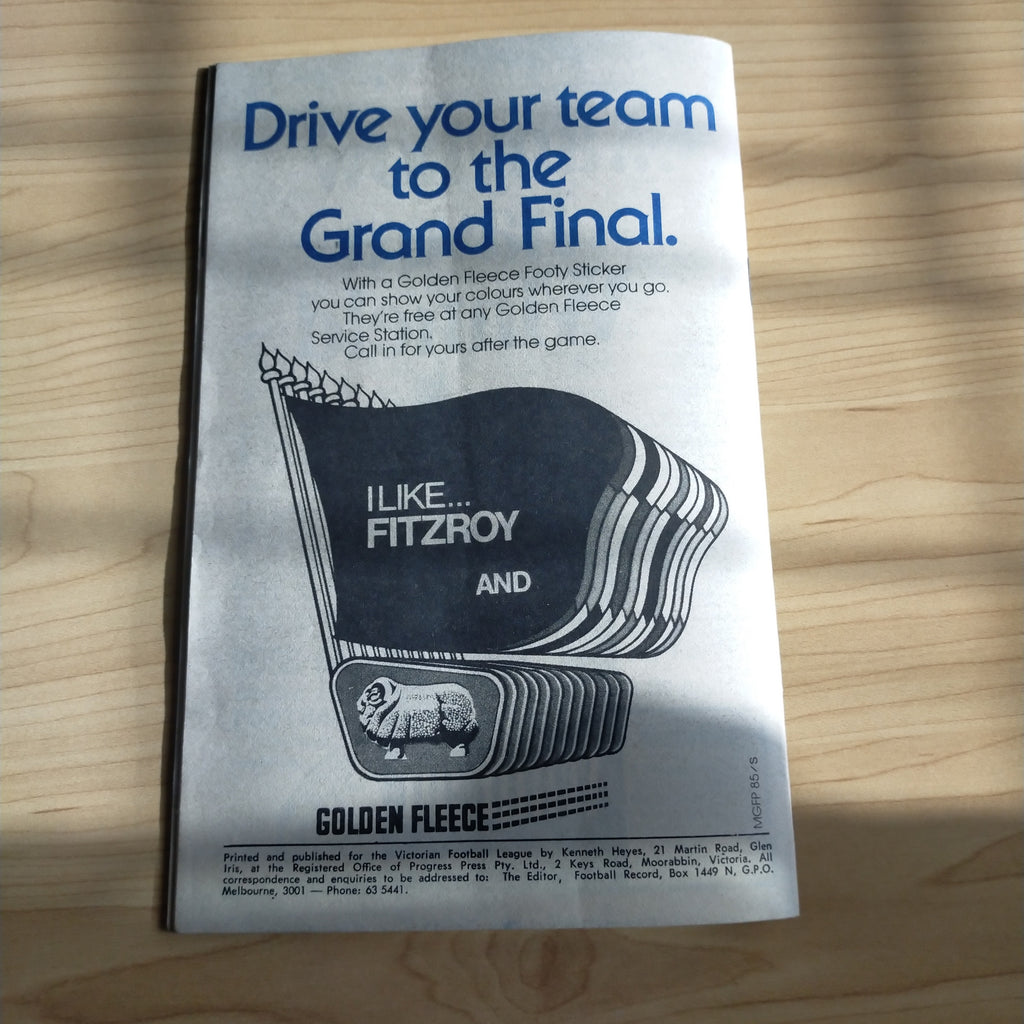 Drive your team
to the
Grand Final.
With a Golden Fleece Footy Sticker
you can show your colours wherever you go.
They're free at any Golden Fleece
Service Station.
Call in for yours after the game.
I LIKE...
FITZROY
AND
GOLDEN FLEECE
MGFP 85/S
Printed and published for the Victorian Football League by Kenneth Heyes, 21 Martin Road, Glen
Iris, at the Registered Office of Progress Press Pty. Ltd., 2 Keys Road, Moorabbin, Victoria. All
correspondence and enquiries to be addressed to: The Editor, Football Record, Box 1449 N, G.P.O.
Melbourne, 3001 — Phone: 63 5441.